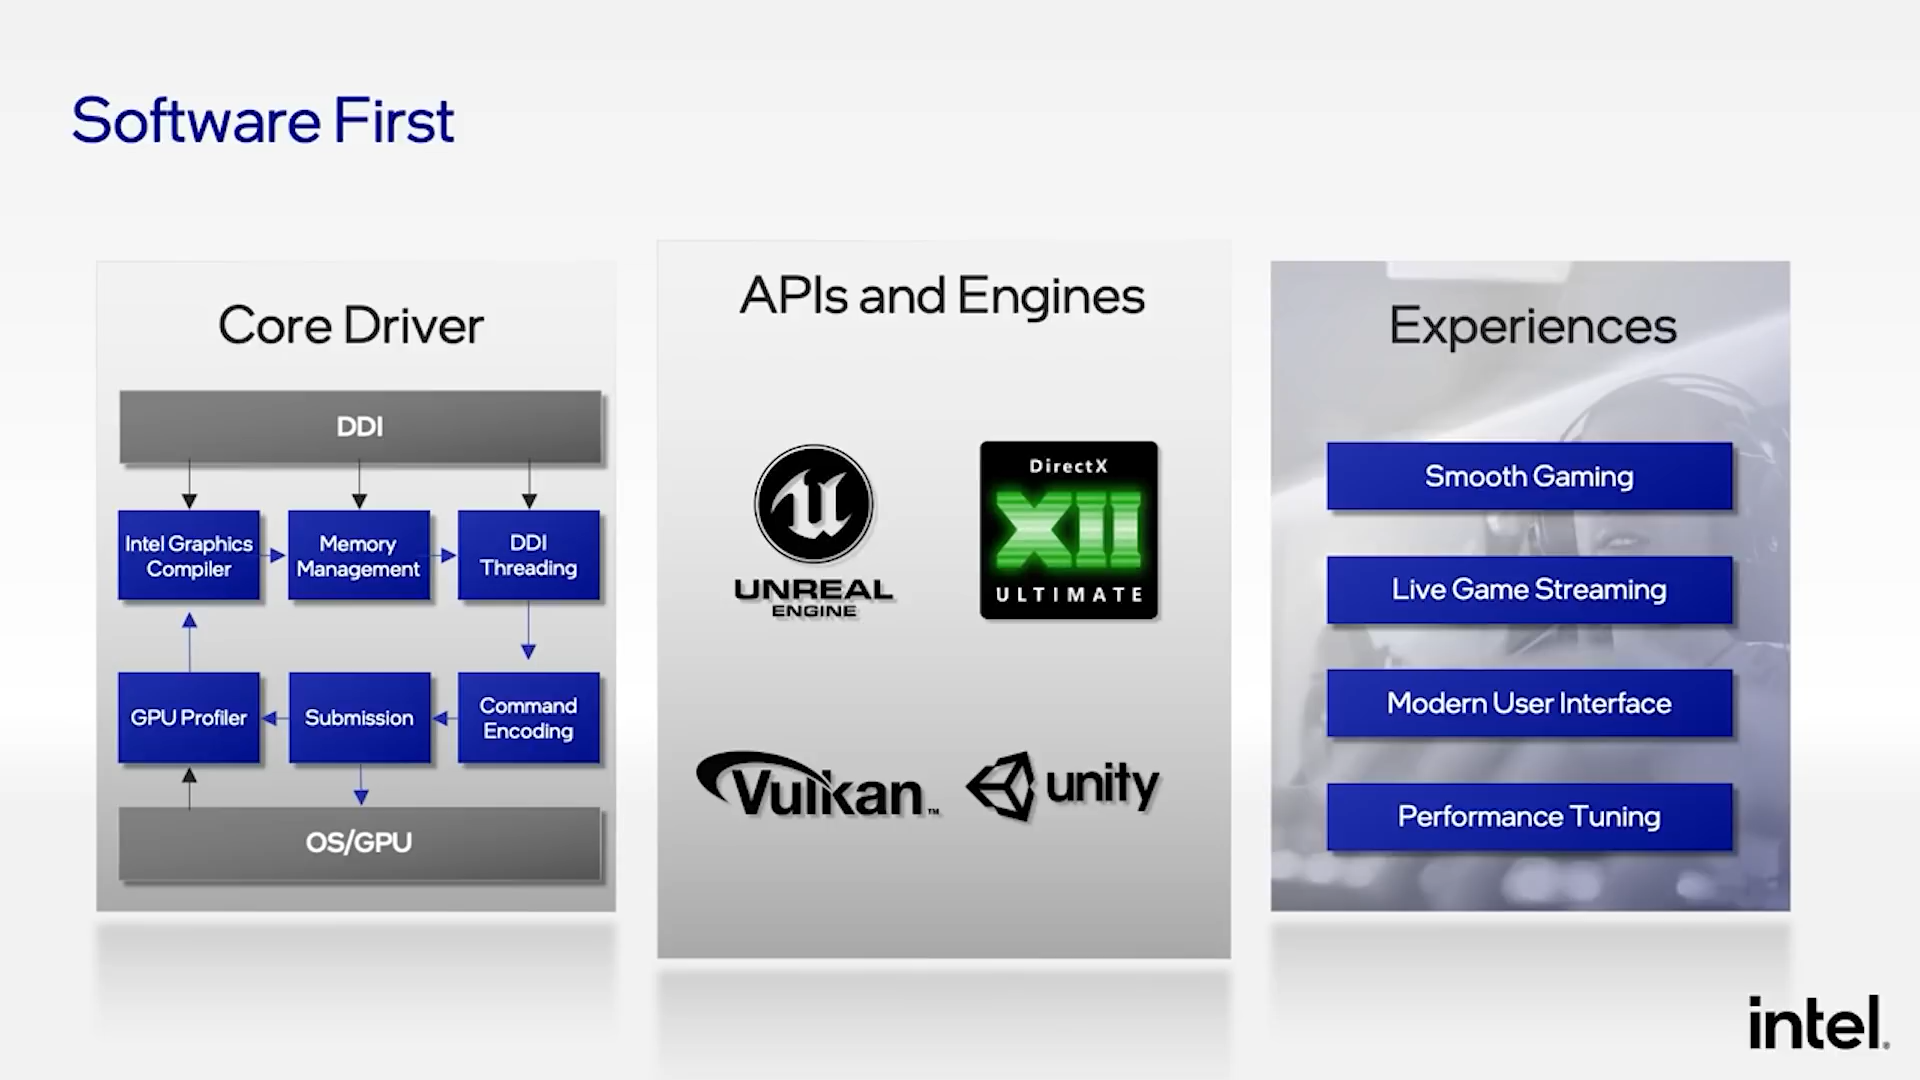 Software First
Core Driver
DDI
Intel Graphics
Compiler
Memory
Management
DDI
Threading
GPU Profiler
Submission
Command
Encoding
OS/GPU
APIs and Engines
UNREAL
ENGINE
DirectX
XII
ULTIMATE
Vulkan™
unity
Experiences
Smooth Gaming
Live Game Streaming
Modern User Interface
Performance Tuning
intel.